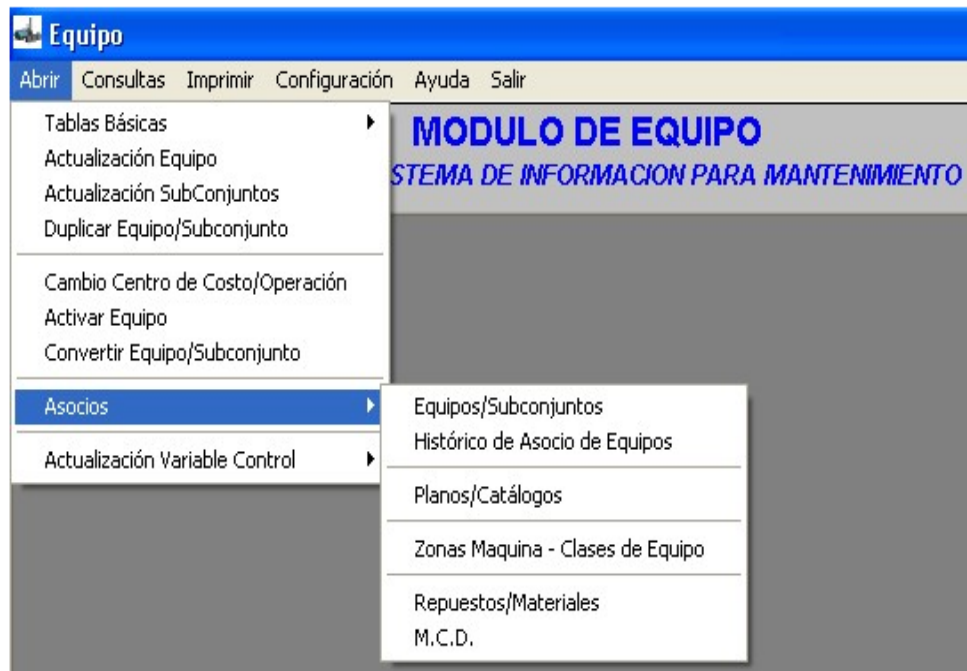 Equipo
Abrir Consultas Imprimir Configuración Ayuda Salir
MODULO DE EQUIPO
STEMA DE INFORMACION PARA MANTENIMIENTO
Tablas Básicas
Actualización Equipo
Actualización SubConjuntos
Duplicar Equipo/Subconjunto
Cambio Centro de Costo/Operación
Activar Equipo
Convertir Equipo/Subconjunto
Asocios
Actualización Variable Control
Equipos/Subconjuntos
Histórico de Asocio de Equipos
Planos/Catálogos
Zonas Maquina - Clases de Equipo
Repuestos/Materiales
M.C.D.